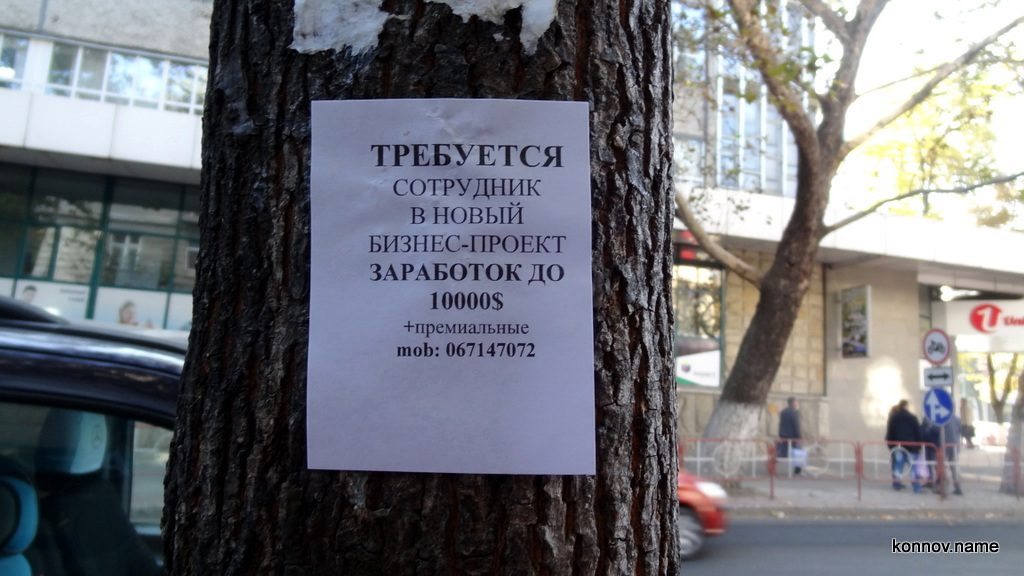 ТРЕБУЕТСЯ
СОТРУДНИК
В НОВЫЙ
БИЗНЕС-ПРОЕКТ
ЗАРАБОТОК ДО
10000$
+премиальные
mob: 067147072
konnov.name